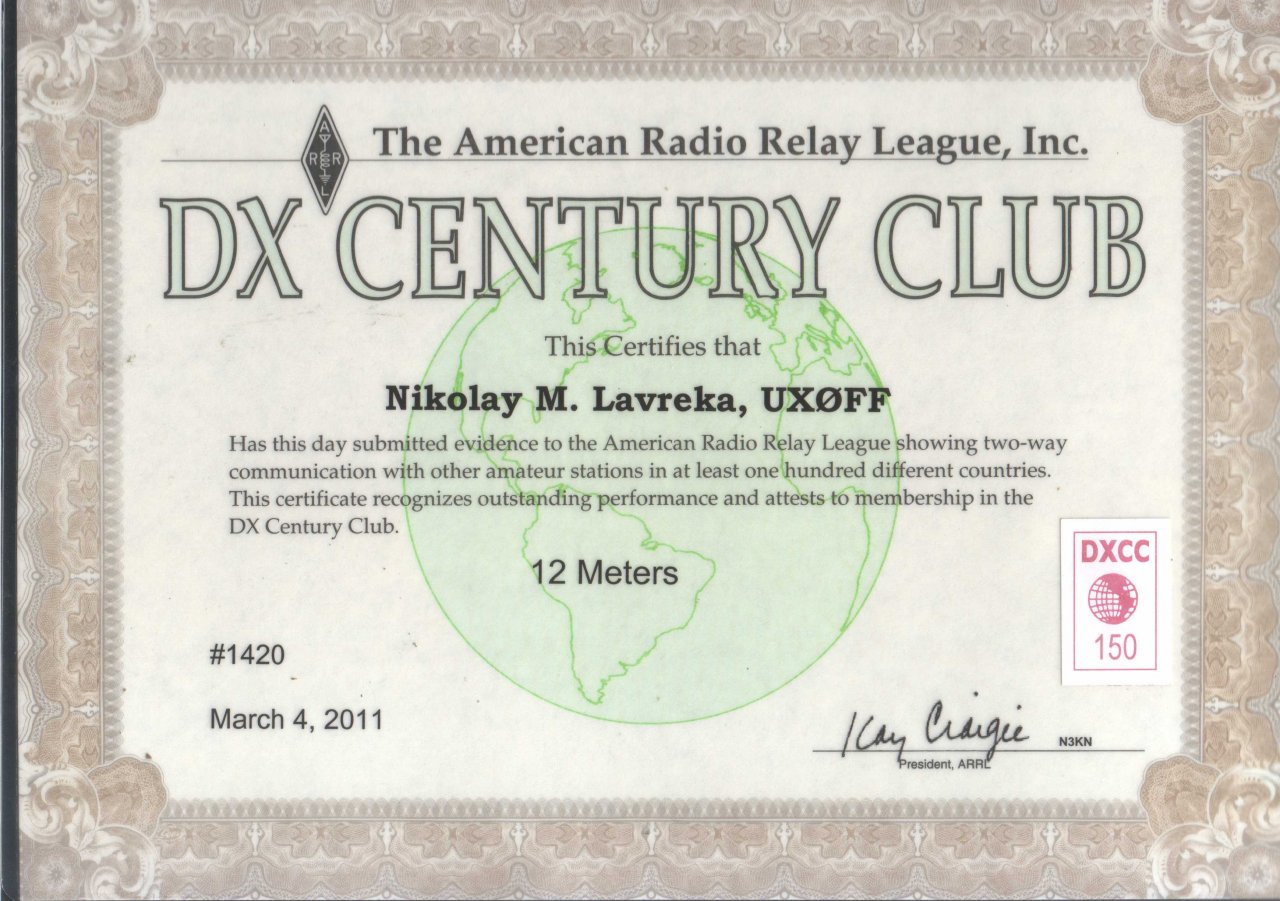 A
R R
L
The American Radio Relay League, Inc.
DX CENTURY CLUB
This Certifies that
Nikolay M. Lavreka, UXØFF
Has this day submitted evidence to the American Radio Relay League showing two-way
communication with other amateur stations in at least one hundred different countries.
This certificate recognizes outstanding performance and attests to membership in the
DX Century Club.
12 Meters
DXCC
150
#1420
March 4, 2011
Kay Craigie N3KN
President, ARRL